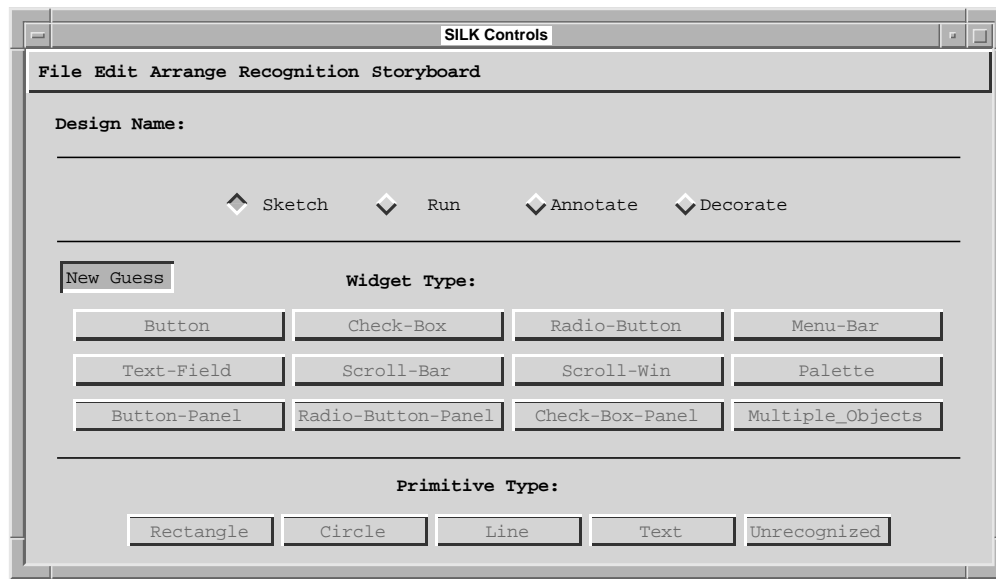 SILK Controls
File Edit Arrange Recognition Storyboard
Design Name:
Sketch Run Annotate Decorate
New Guess Widget Type:
Button Check-Box Radio-Button Menu-Bar
Text-Field Scroll-Bar Scroll-Win Palette
Button-Panel Radio-Button-Panel Check-Box-Panel Multiple_Objects
Primitive Type:
Rectangle Circle Line Text Unrecognized